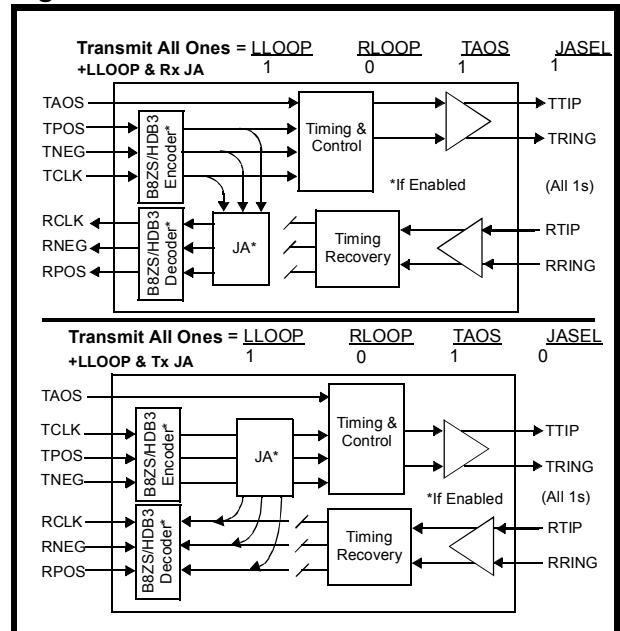 Transmit All Ones = LLOOP RLOOP TAOS JASEL
+LLOOP & Rx JA 1 0 1 1
TAOS
TPOS
TNEG
TCLK
B8ZS/HDB3
Encoder*
Timing &
Control
TTIP
TRING
*If Enabled
(All 1s)
RCLK
RNEG
RPOS
B8ZS/HDB3
Decoder*
JA*
Timing
Recovery
RTIP
RRING
Transmit All Ones = LLOOP RLOOP TAOS JASEL
+LLOOP & Tx JA 1 0 1 0
TAOS
TCLK
TPOS
TNEG
B8ZS/HDB3
Encoder*
JA*
Timing &
Control
TTIP
TRING
*If Enabled
(All 1s)
RCLK
RNEG
RPOS
B8ZS/HDB3
Decoder*
Timing
Recovery
RTIP
RRING